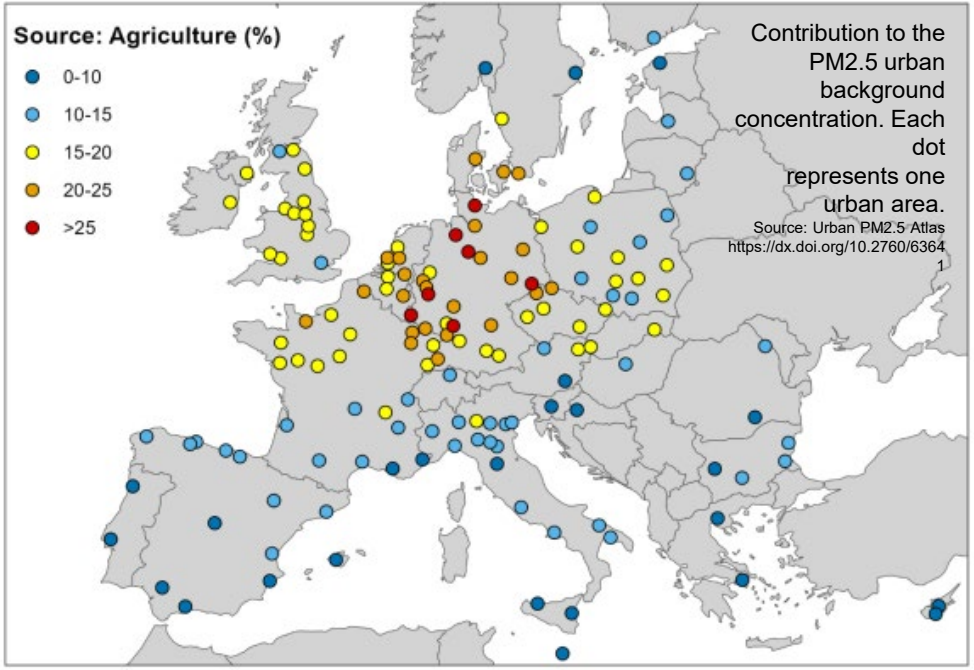 Source: Agriculture (%)
0-10
10-15
15-20
20-25
>25
Contribution to the
PM2.5 urban
background
concentration. Each
dot
represents one
urban area.
Source: Urban PM2.5 Atlas
https://dx.doi.org/10.2760/6364
1